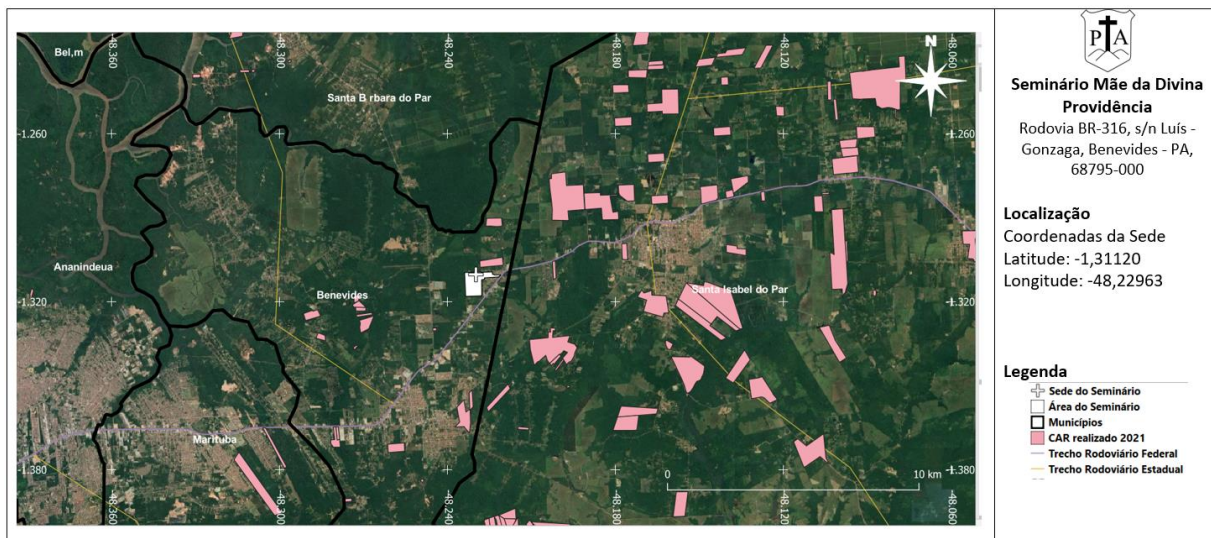 Bel,m
-48.360
-48.300
-48.240
-48.180
-48.120
-48.060
N
Santa B rbara do Par
-1.260
-1.260
Ananindeua
Benevides
Santa Isabel do Par
-1.320
-1.320
Marituba
0
10 km
-1.380
-1.380
-48.360
-48.300
-48.240
-48.180
-48.120
-48.060
P A
Seminário Mãe da Divina
Providência
Rodovia BR-316, s/n Luís -
Gonzaga, Benevides - PA,
68795-000
Localização
Coordenadas da Sede
Latitude: -1,31120
Longitude: -48,22963
Legenda
Sede do Seminário
Área do Seminário
Municípios
CAR realizado 2021
Trecho Rodoviário Federal
Trecho Rodoviário Estadual